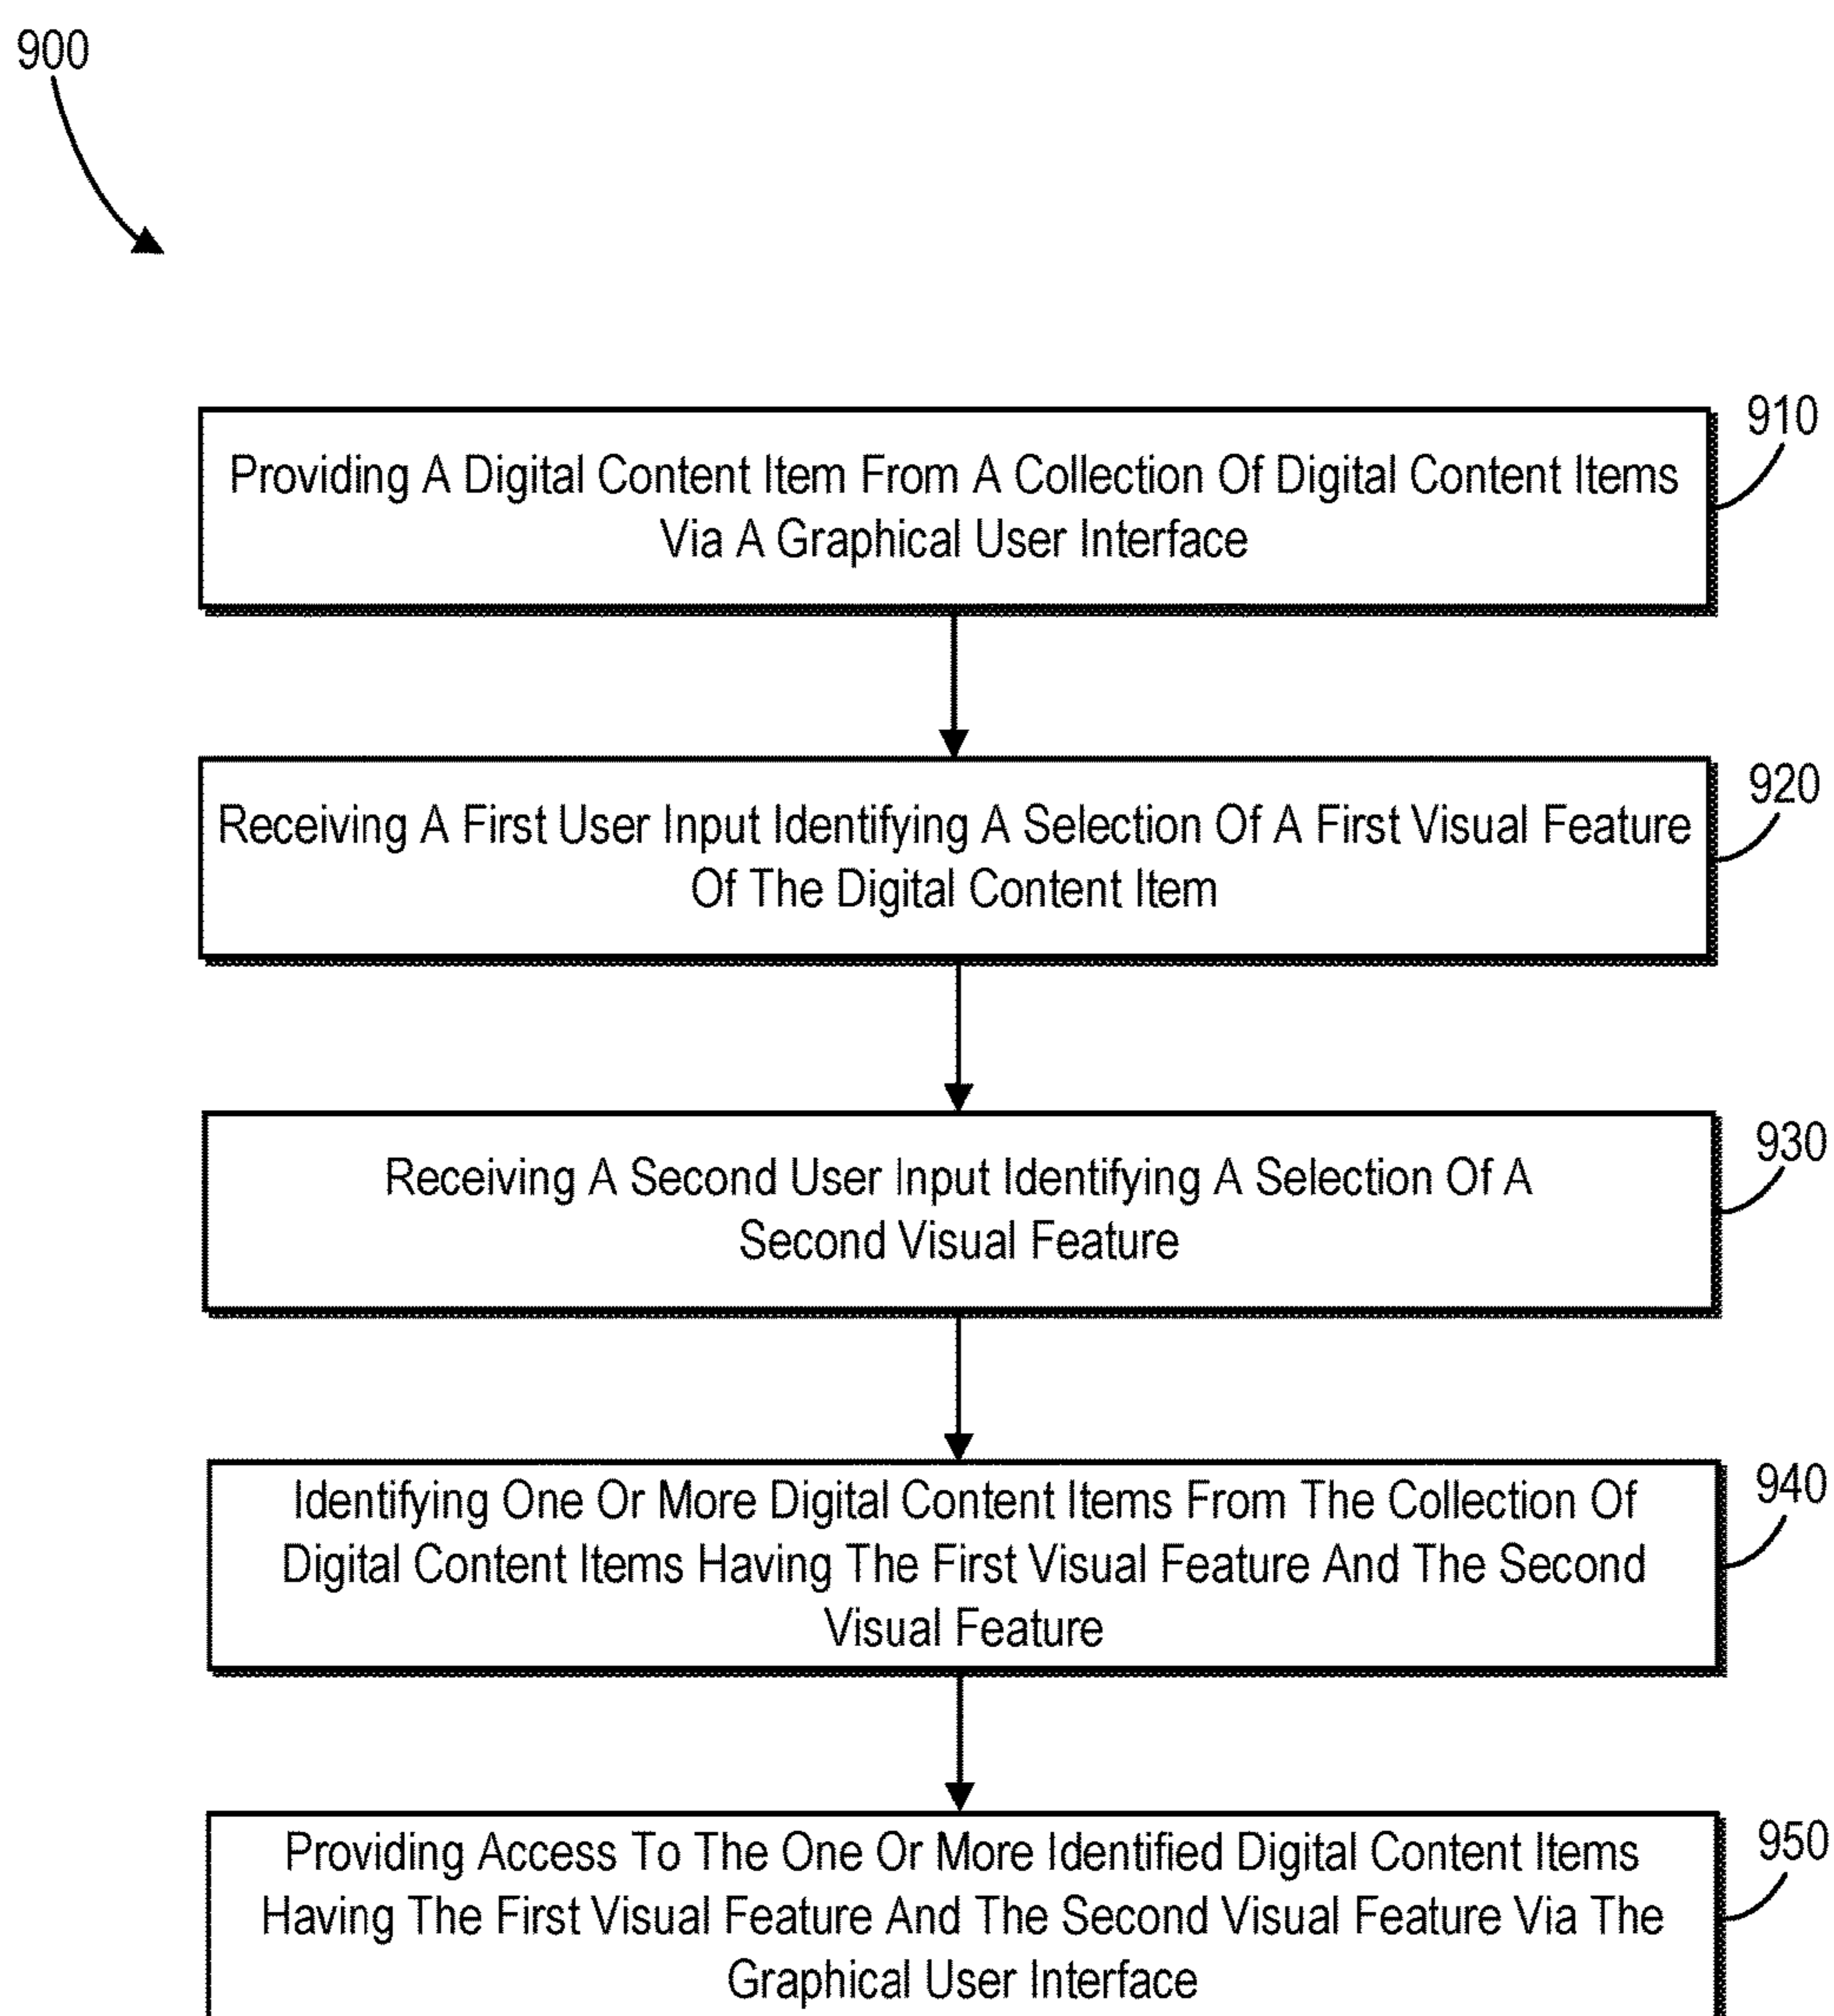 900
910
Providing A Digital Content Item From A Collection Of Digital Content Items
Via A Graphical User Interface
920
Receiving A First User Input Identifying A Selection Of A First Visual Feature
Of The Digital Content Item
930
Receiving A Second User Input Identifying A Selection Of A
Second Visual Feature
940
Identifying One Or More Digital Content Items From The Collection Of
Digital Content Items Having The First Visual Feature And The Second
Visual Feature
950
Providing Access To The One Or More Identified Digital Content Items
Having The First Visual Feature And The Second Visual Feature Via The
Graphical User Interface